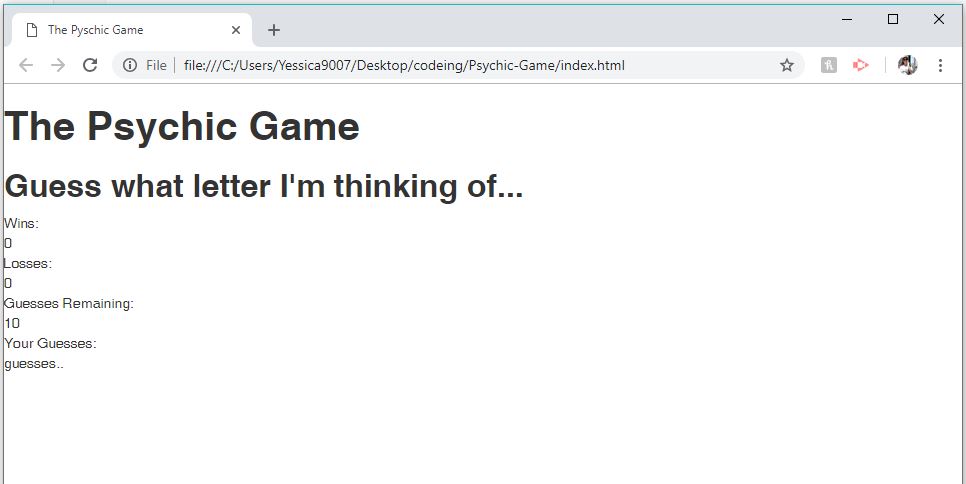 The Pyschic Game
File
file:///C:/Users/Yessica9007/Desktop/codeing/Psychic-Game/index.html
The Psychic Game
Guess what letter I'm thinking of...
Wins:
0
Losses:
0
Guesses Remaining:
10
Your Guesses:
guesses..